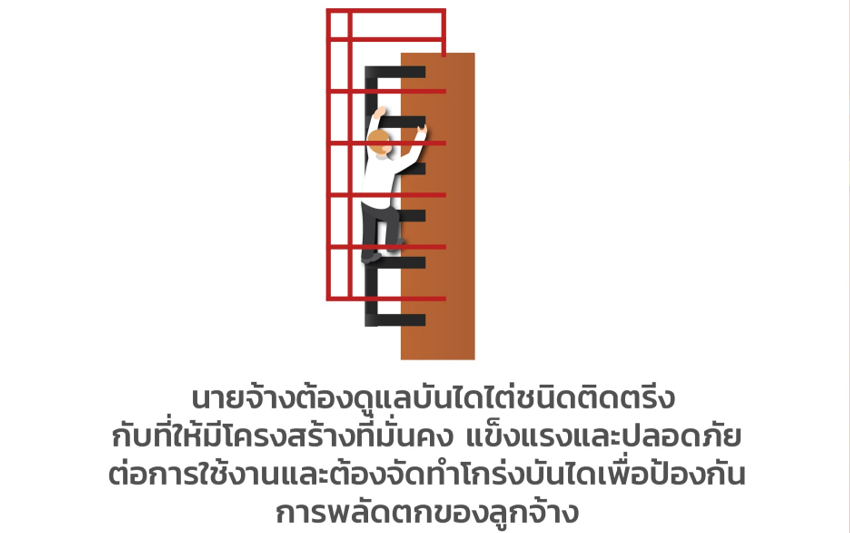 นายจ้างต้องดูแลบันไดไต่ชนิดติดตรึง
กับที่ให้มีโครงสร้างที่มั่นคง แข็งแรงและปลอดภัย
ต่อการใช้งานและต้องจัดทำโกร่งบันไดเพื่อป้องกัน
การพลัดตกของลูกจ้าง